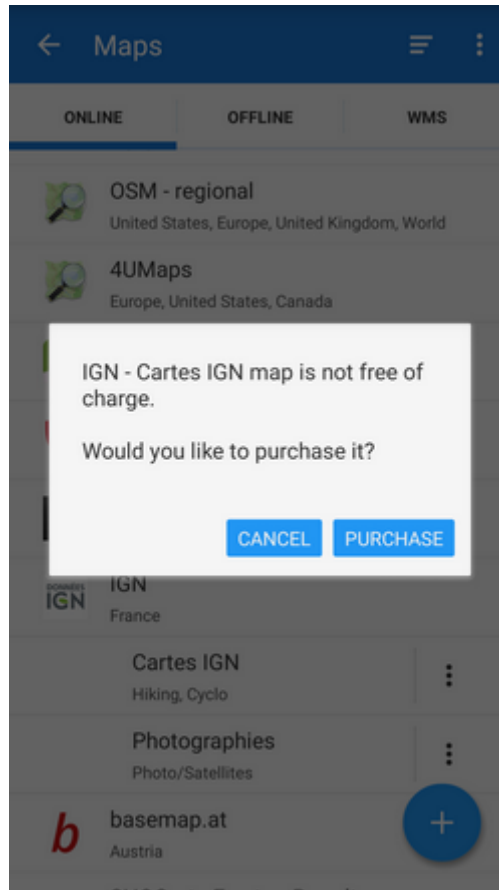 Maps
ONLINE
OFFLINE
WMS
OSM - regional
United States, Europe, United Kingdom, World
4UMaps
Europe, United States, Canada
IGN - Cartes IGN map is not free of
charge.
Would you like to purchase it?
CANCEL
PURCHASE
IGN
IGN
France
Cartes IGN
Hiking, Cyclo
Photographies
Photo/Satellites
b
basemap.at
Austria